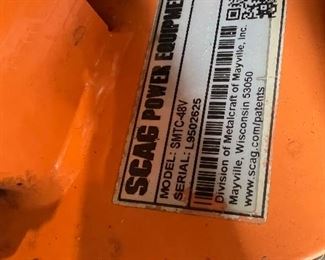 SCAG POWER EQUIPMENT
MODEL: SMTC-48V
SERIAL: L9502625
Division of Metalcraft of Mayville, Inc.
Mayville, Wisconsin 53050
www.scag.com/patents